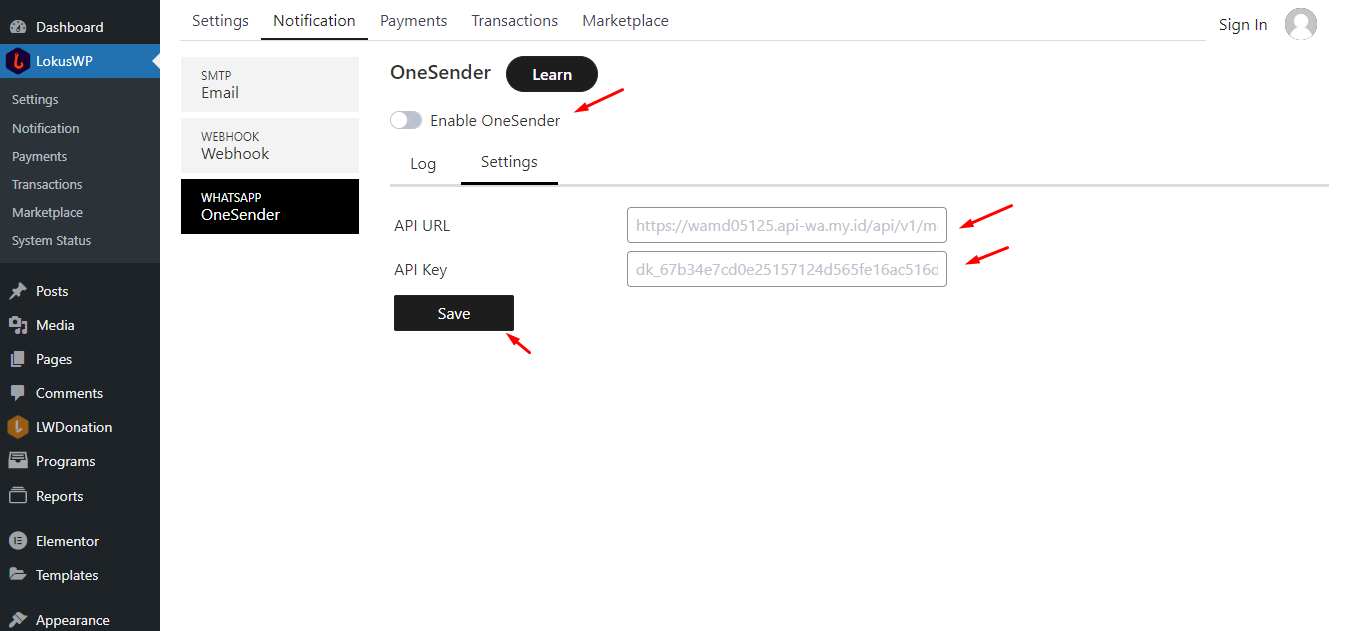 Dashboard
LokusWP
Settings
Notification
Payments
Transactions
Marketplace
System Status
Posts
Media
Pages
Comments
LWDonation
Programs
Reports
Elementor
Templates
Appearance
Settings Notification Payments Transactions Marketplace
Sign In
SMTP
Email
WEBHOOK
Webhook
WHATSAPP
OneSender
OneSender Learn
Enable OneSender
Log Settings
API URL https://wamd05125.api-wa.my.id/api/v1/m
API Key dk_67b34e7cd0e25157124d565fe16ac516d
Save